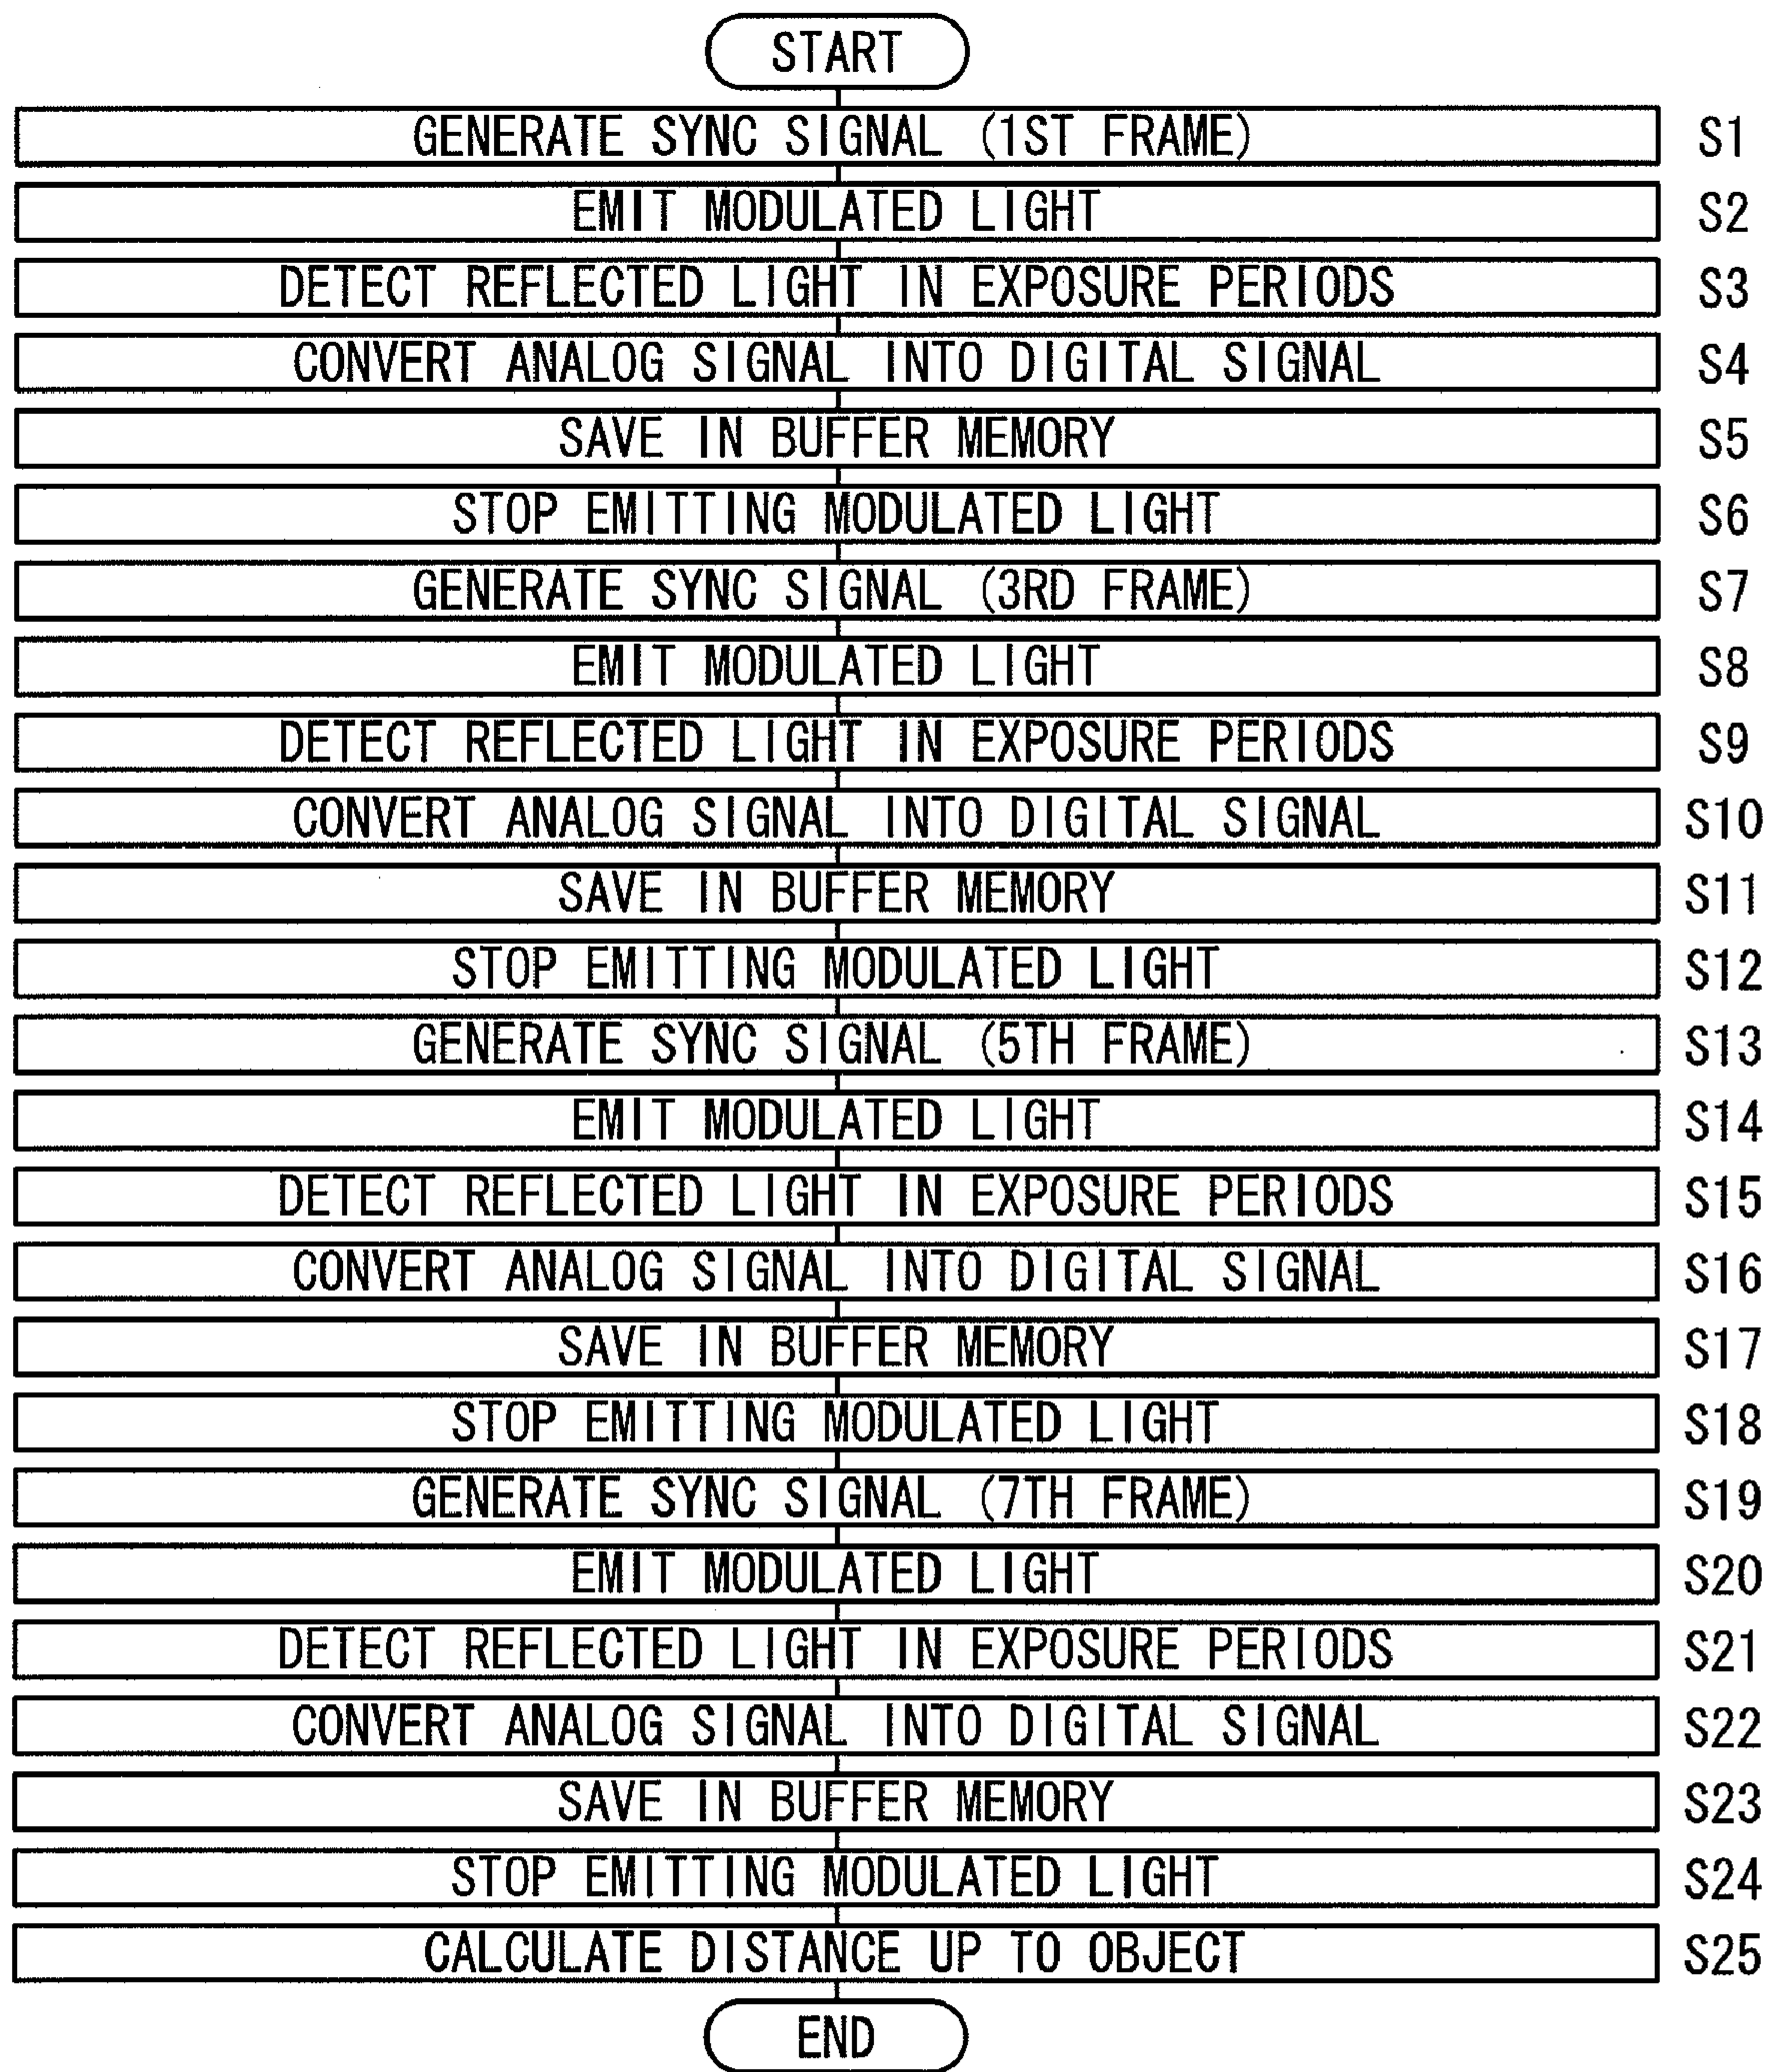 START
GENERATE SYNC SIGNAL (1ST FRAME) S1
EMIT MODULATED LIGHT S2
DETECT REFLECTED LIGHT IN EXPOSURE PERIODS S3
CONVERT ANALOG SIGNAL INTO DIGITAL SIGNAL S4
SAVE IN BUFFER MEMORY S5
STOP EMITTING MODULATED LIGHT S6
GENERATE SYNC SIGNAL (3RD FRAME) S7
EMIT MODULATED LIGHT S8
DETECT REFLECTED LIGHT IN EXPOSURE PERIODS S9
CONVERT ANALOG SIGNAL INTO DIGITAL SIGNAL S10
SAVE IN BUFFER MEMORY S11
STOP EMITTING MODULATED LIGHT S12
GENERATE SYNC SIGNAL (5TH FRAME) S13
EMIT MODULATED LIGHT S14
DETECT REFLECTED LIGHT IN EXPOSURE PERIODS S15
CONVERT ANALOG SIGNAL INTO DIGITAL SIGNAL S16
SAVE IN BUFFER MEMORY S17
STOP EMITTING MODULATED LIGHT S18
GENERATE SYNC SIGNAL (7TH FRAME) S19
EMIT MODULATED LIGHT S20
DETECT REFLECTED LIGHT IN EXPOSURE PERIODS S21
CONVERT ANALOG SIGNAL INTO DIGITAL SIGNAL S22
SAVE IN BUFFER MEMORY S23
STOP EMITTING MODULATED LIGHT S24
CALCULATE DISTANCE UP TO OBJECT S25
END